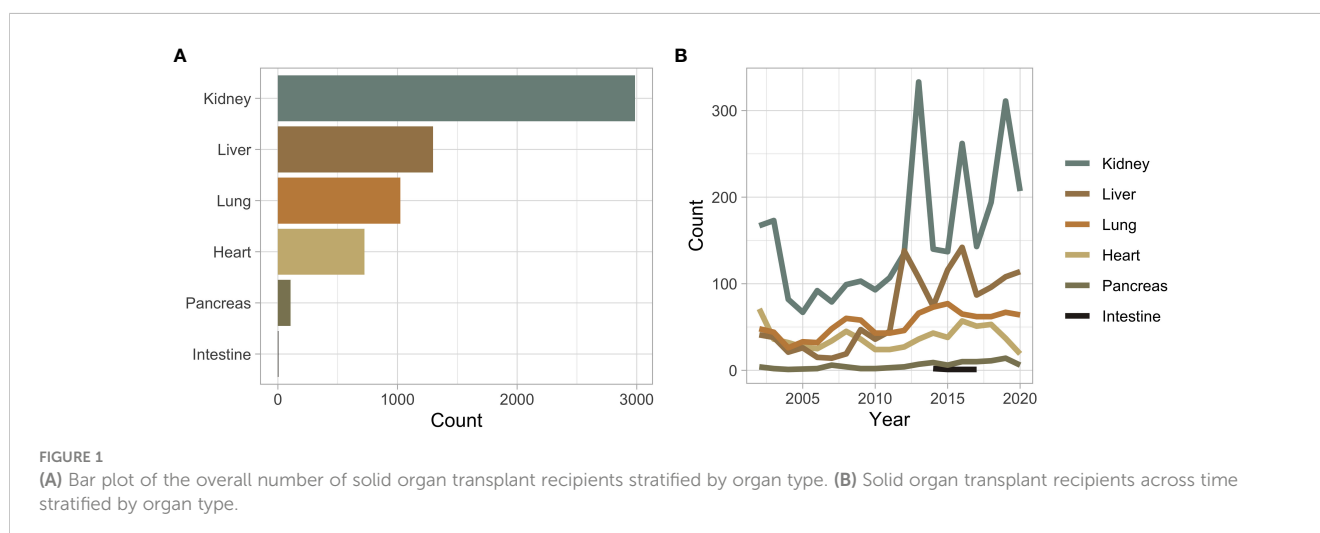 A
Kidney
Liver
Lung
Heart
Pancreas
Intestine
0 1000 2000 3000
Count
B
Count
300
200
100
0
2005 2010 2015 2020
Year
Kidney
Liver
Lung
Heart
Pancreas
Intestine
FIGURE 1
(A) Bar plot of the overall number of solid organ transplant recipients stratified by organ type. (B) Solid organ transplant recipients across time
stratified by organ type.